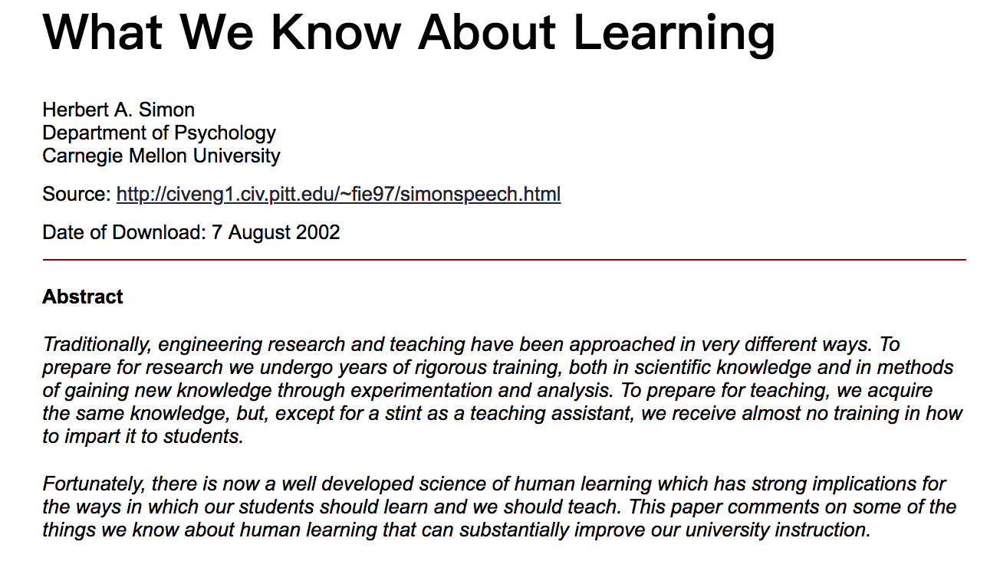 What We Know About Learning
Herbert A. Simon
Department of Psychology
Carnegie Mellon University
Source: http://civeng1.civ.pitt.edu/~fie97/simonspeech.html
Date of Download: 7 August 2002
Abstract
Traditionally, engineering research and teaching have been approached in very different ways. To
prepare for research we undergo years of rigorous training, both in scientific knowledge and in methods
of gaining new knowledge through experimentation and analysis. To prepare for teaching, we acquire
the same knowledge, but, except for a stint as a teaching assistant, we receive almost no training in how
to impart it to students.
Fortunately, there is now a well developed science of human learning which has strong implications for
the ways in which our students should learn and we should teach. This paper comments on some of the
things we know about human learning that can substantially improve our university instruction.